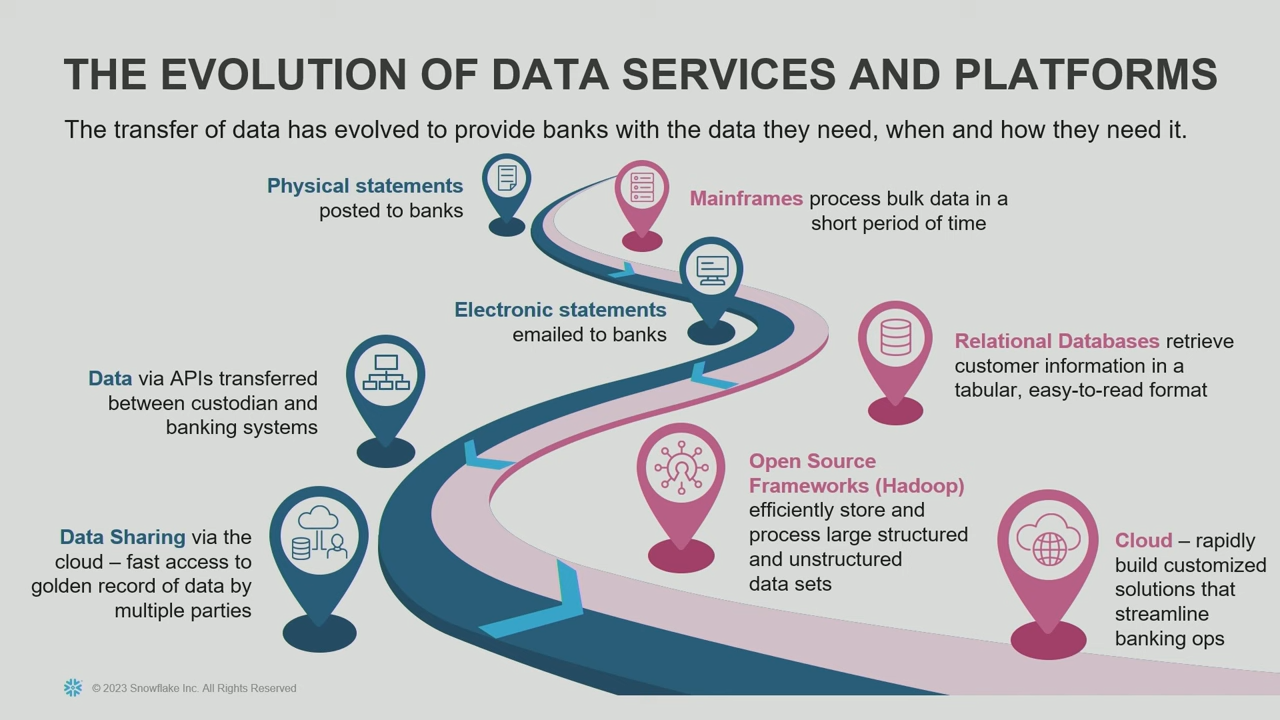 THE EVOLUTION OF DATA SERVICES AND PLATFORMS
The transfer of data has evolved to provide banks with the data they need, when and how they need it.
Physical statements
posted to banks
Mainframes process bulk data in a
short period of time
Electronic statements
emailed to banks
Relational Databases retrieve
customer information in a
tabular, easy-to-read format
Data via APIs transferred
between custodian and
banking systems
Open Source
Frameworks (Hadoop)
efficiently store and
process large structured
and unstructured
data sets
Data Sharing via the
cloud – fast access to
golden record of data by
multiple parties
Cloud – rapidly
build customized
solutions that
streamline
banking ops
© 2023 Snowflake Inc. All Rights Reserved